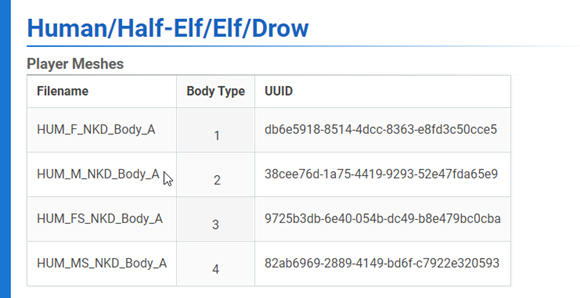 Human/Half-Elf/Elf/Drow
Player Meshes
Filename Body Type UUID
HUM_F_NKD_Body_A 1 db6e5918-8514-4dcc-8363-e8fd3c50cce5
HUM_M_NKD_Body_A 2 38cee76d-1a75-4419-9293-52e47fda65e9
HUM_FS_NKD_Body_A 3 9725b3db-6e40-054b-dc49-b8e479bc0cba
HUM_MS_NKD_Body_A 4 82ab6969-2889-4149-bd6f-c7922e320593